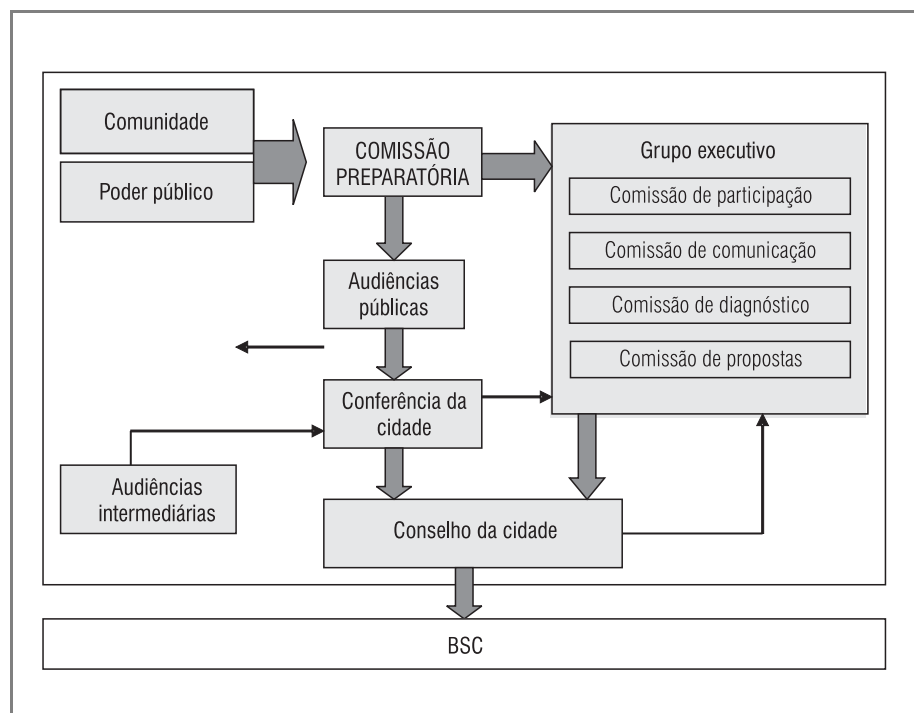 Comunidade
Poder público
COMISSÃO
PREPARATÓRIA
Grupo executivo
Comissão de participação
Comissão de comunicação
Comissão de diagnóstico
Comissão de propostas
Audiências
públicas
Conferência da
cidade
Audiências
intermediárias
Conselho da cidade
BSC